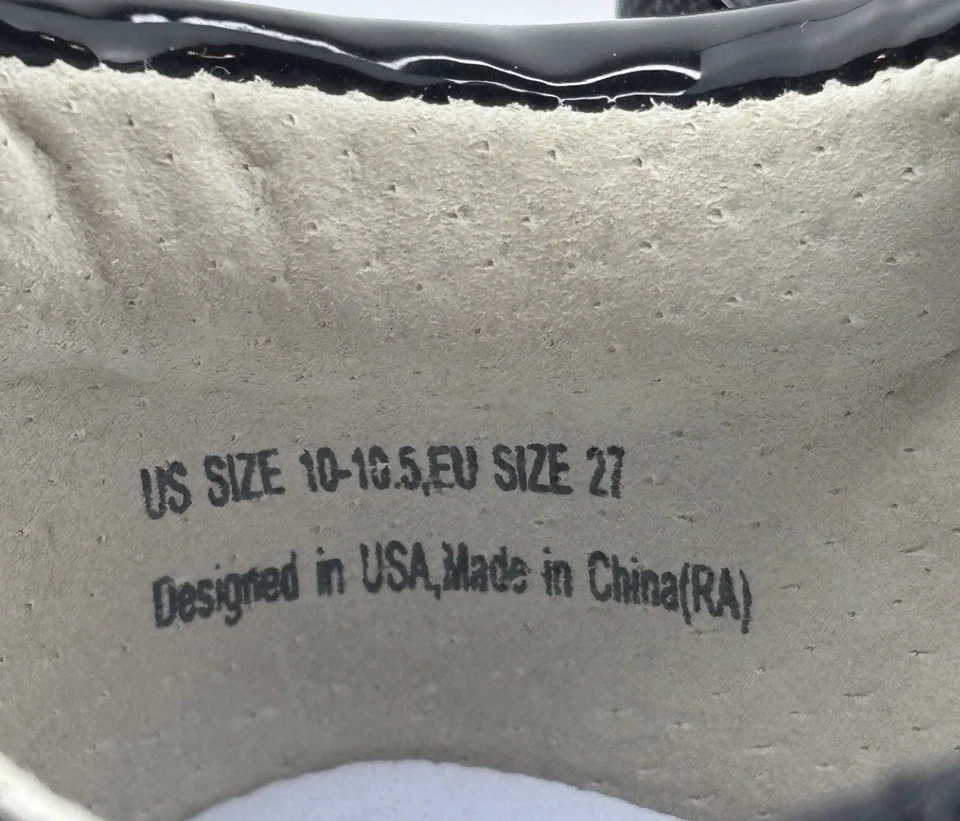 US SIZE 10-10.5,EU SIZE 27
Designed in USA,Made in China(RA)